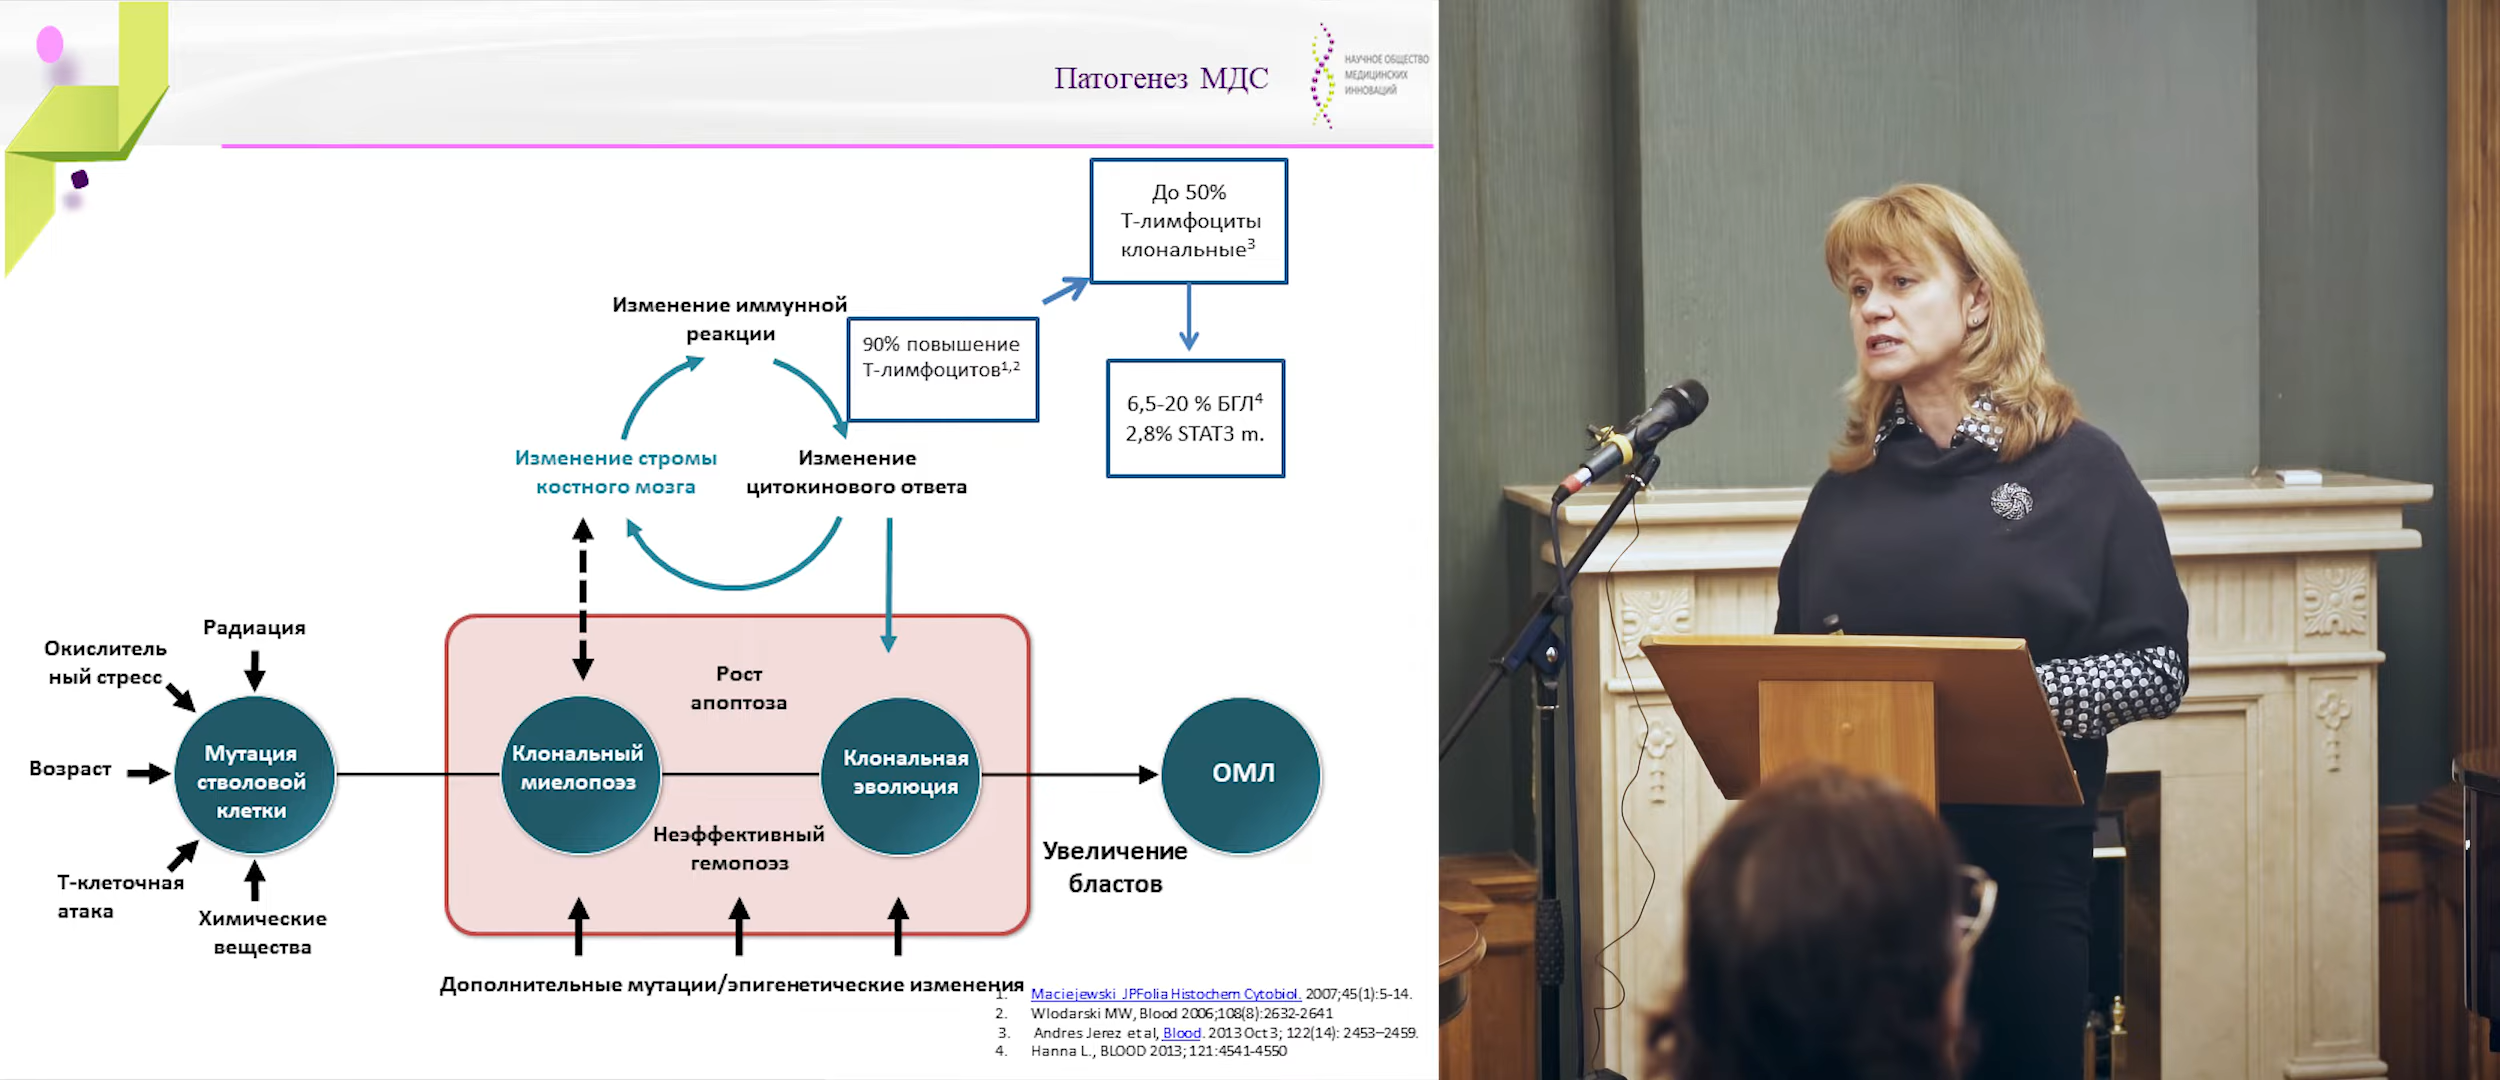 Патогенез МДС
НАУЧНОЕ ОБЩЕСТВО
МЕДИЦИНСКИХ
ИННОВАЦИЙ
До 50%
Т-лимфоциты
клональные³
Изменение иммунной
реакции
90% повышение
Т-лимфоцитов¹,²
6,5-20 % БГЛ⁴
2,8% STAT3 m.
Изменение стромы
костного мозга
Изменение
цитокинового ответа
Радиация
Окислитель
ный стресс
Возраст
Т-клеточная
атака
Химические
вещества
Мутация
стволовой
клетки
Рост
апоптоза
Клональный
миелопоэз
Клональная
эволюция
Неэффективный
гемопоэз
ОМЛ
Увеличение
бластов
Дополнительные мутации/эпигенетические изменения
1. Maciejewski JPFolia Histochem Cytobiol. 2007;45(1):5-14.
2. Wlodarski MW, Blood 2006;108(8):2632-2641
3. Andres Jerez et al, Blood. 2013 Oct 3; 122(14): 2453–2459.
4. Hanna L., BLOOD 2013; 121:4541-4550